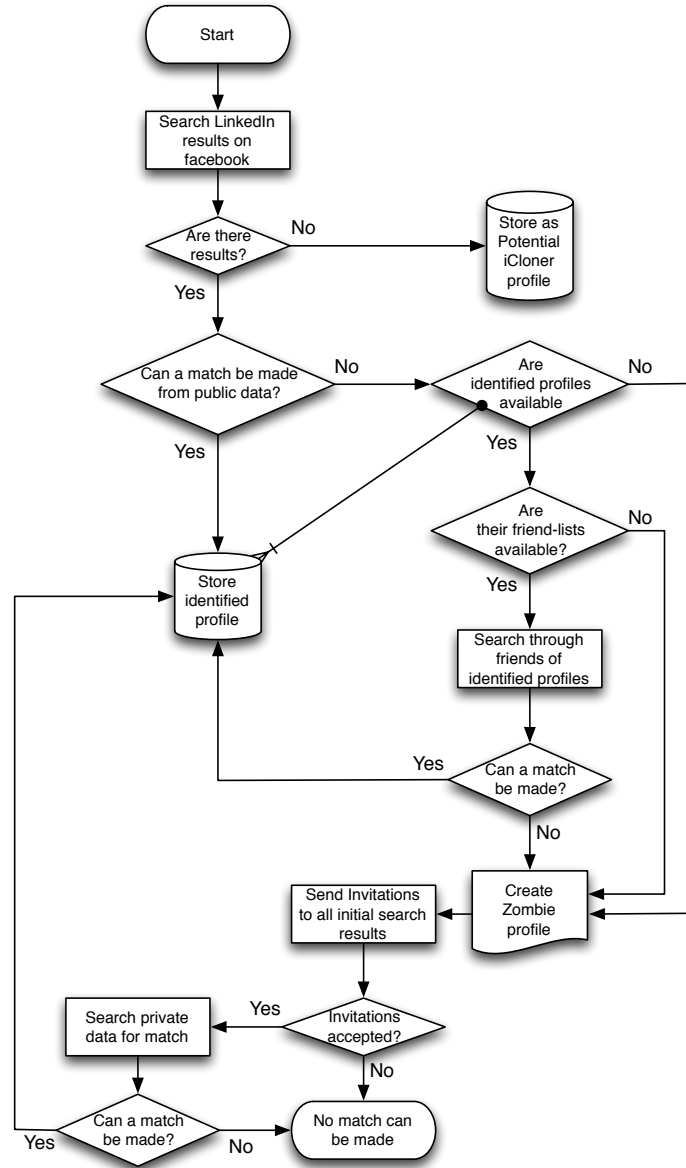 Start
Search LinkedIn
results on
facebook
Are there
results?
No
Store as
Potential
iCloner
profile
Yes
Can a match be made
from public data?
No
Are
identified profiles
available
No
Yes
Yes
Are
their friend-lists
available?
No
Yes
Store
identified
profile
Search through
friends of
identified profiles
Yes
Can a match
be made?
No
Create
Zombie
profile
Send Invitations
to all initial search
results
Invitations
accepted?
Yes
No
Search private
data for match
Can a match
be made?
Yes
No
No match can
be made